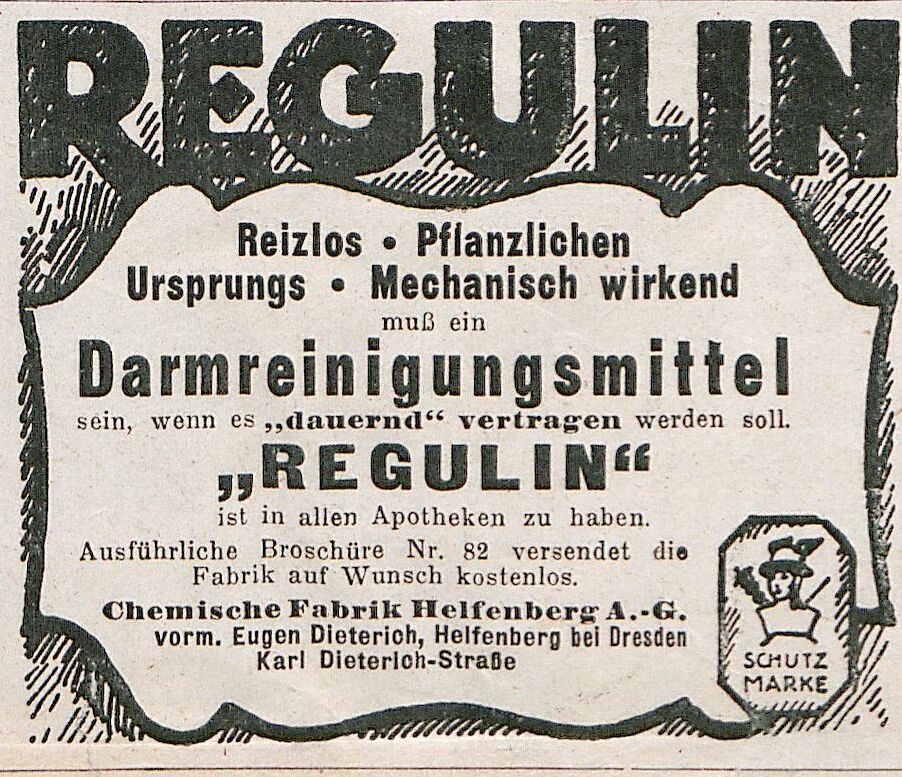 REGULIN
Reizlos • Pflanzlichen
Ursprungs • Mechanisch wirkend
muß ein
Darmreinigungsmittel
sein, wenn es „dauernd“ vertragen werden soll.
„REGULIN“
ist in allen Apotheken zu haben.
Ausführliche Broschüre Nr. 82 versendet die
Fabrik auf Wunsch kostenlos.
Chemische Fabrik Helfenberg A.-G.
vorm. Eugen Dieterich, Helfenberg bei Dresden
Karl Dieterich-Straße
SCHUTZ
MARKE